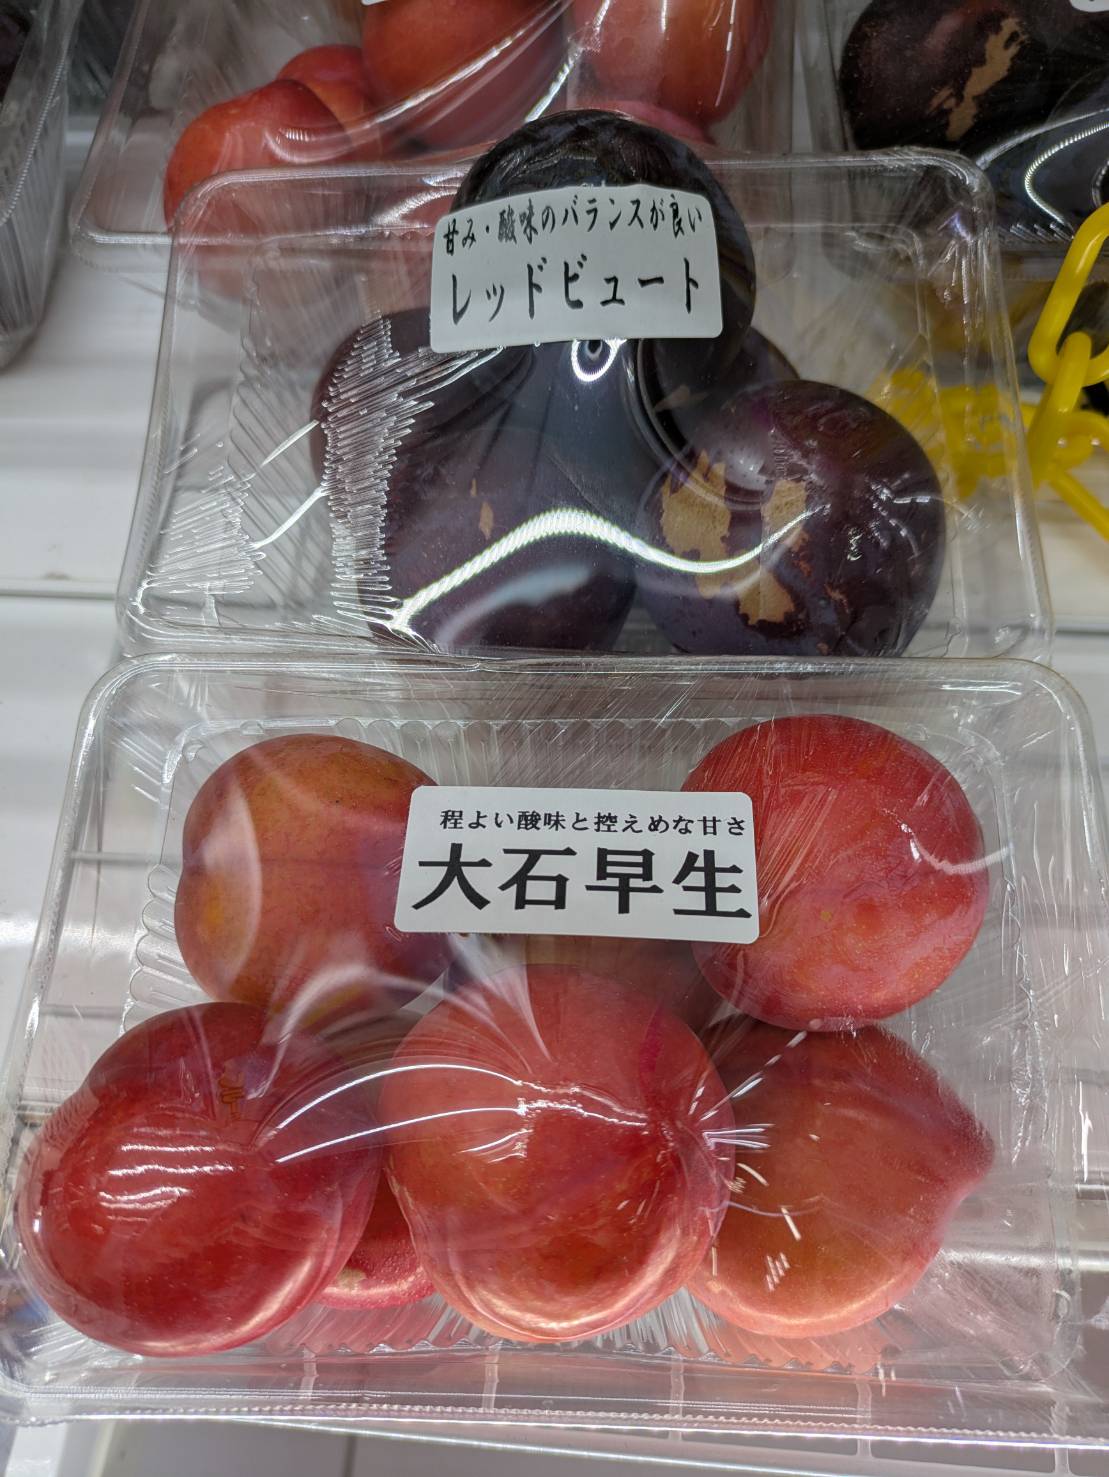 甘み・酸味のバランスが良い
レッドビュート
程よい酸味と控えめな甘さ
大石早生